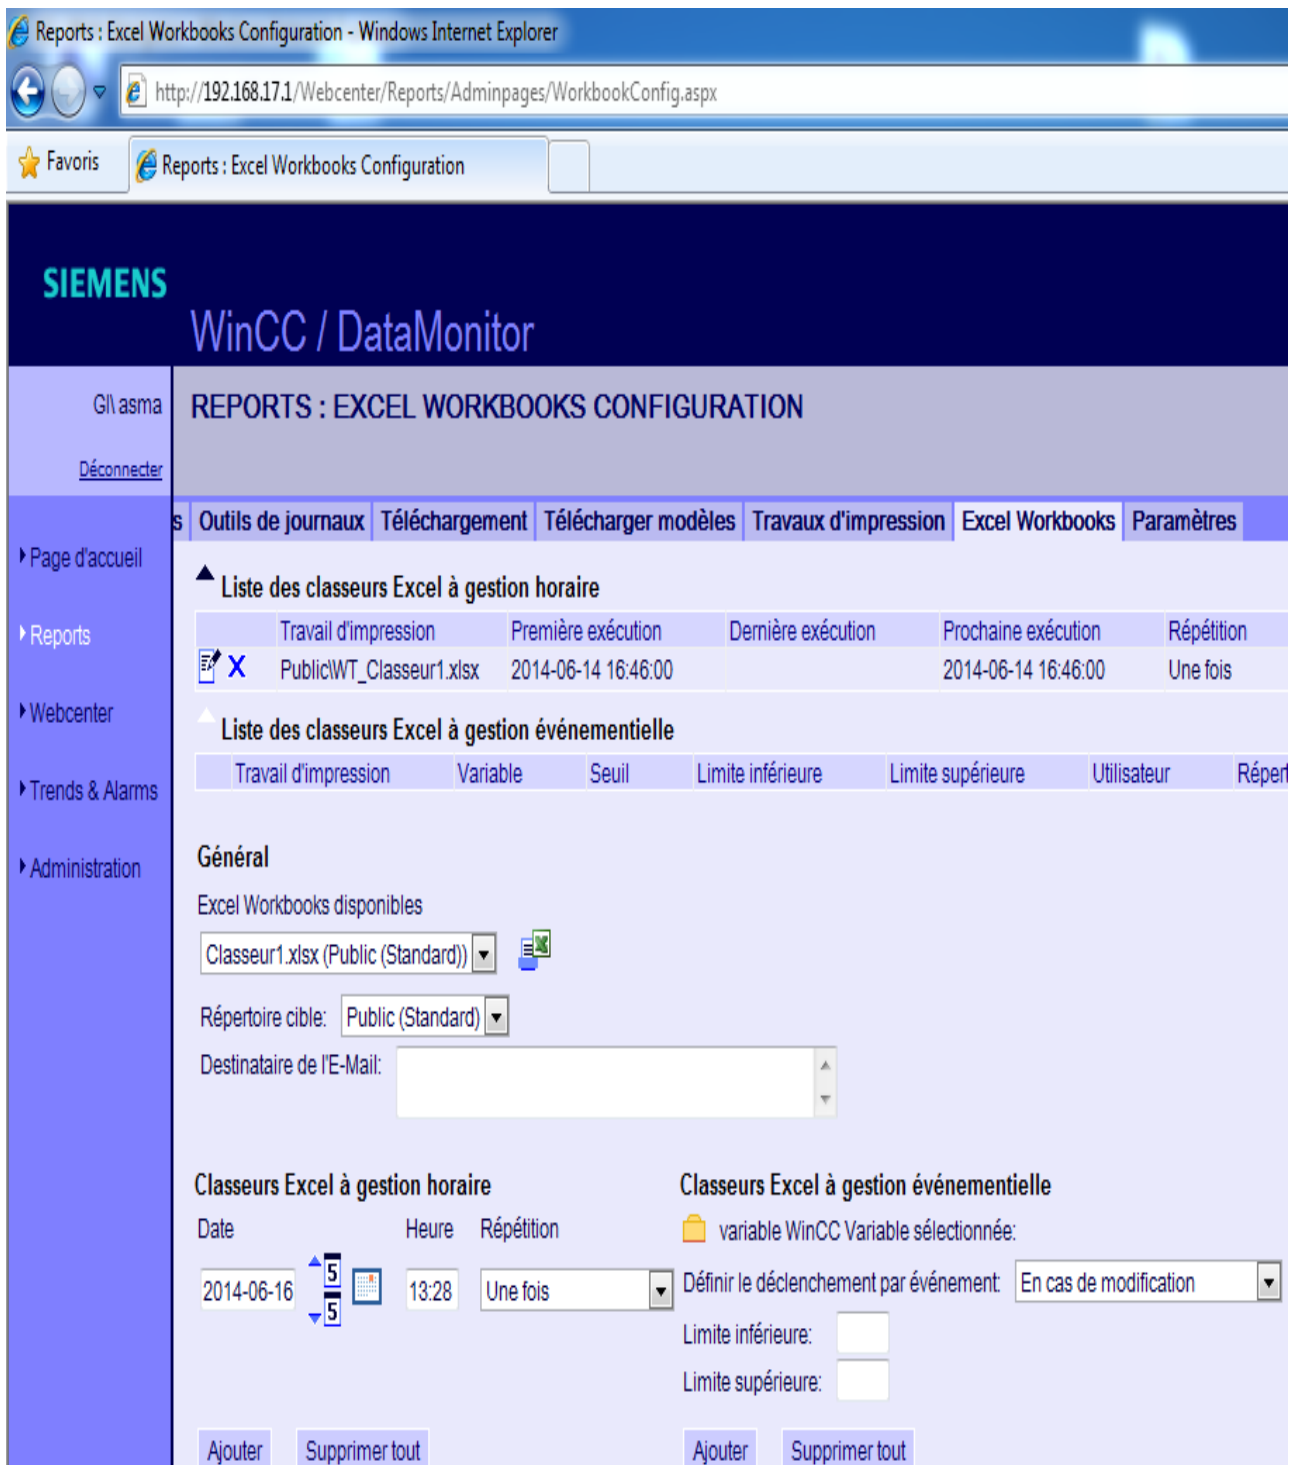 Reports : Excel Workbooks Configuration - Windows Internet Explorer
http://192.168.17.1/Webcenter/Reports/Adminpages/WorkbookConfig.aspx
Favoris
Reports : Excel Workbooks Configuration
SIEMENS
WinCC / DataMonitor
GI\ asma
REPORTS : EXCEL WORKBOOKS CONFIGURATION
Déconnecter
s Outils de journaux Téléchargement Télécharger modèles Travaux d'impression Excel Workbooks Paramètres
Page d'accueil
Reports
Webcenter
Trends & Alarms
Administration
Liste des classeurs Excel à gestion horaire
Travail d'impression Première exécution Dernière exécution Prochaine exécution Répétition
Public\WT_Classeur1.xlsx 2014-06-14 16:46:00 2014-06-14 16:46:00 Une fois
Liste des classeurs Excel à gestion événementielle
Travail d'impression Variable Seuil Limite inférieure Limite supérieure Utilisateur Répert
Général
Excel Workbooks disponibles
Classeur1.xlsx (Public (Standard))
Répertoire cible: Public (Standard)
Destinataire de l'E-Mail:
Classeurs Excel à gestion horaire
Date Heure Répétition
5
2014-06-16 13:28 Une fois
5
Ajouter Supprimer tout
Classeurs Excel à gestion événementielle
variable WinCC Variable sélectionnée:
Définir le déclenchement par événement: En cas de modification
Limite inférieure:
Limite supérieure:
Ajouter Supprimer tout